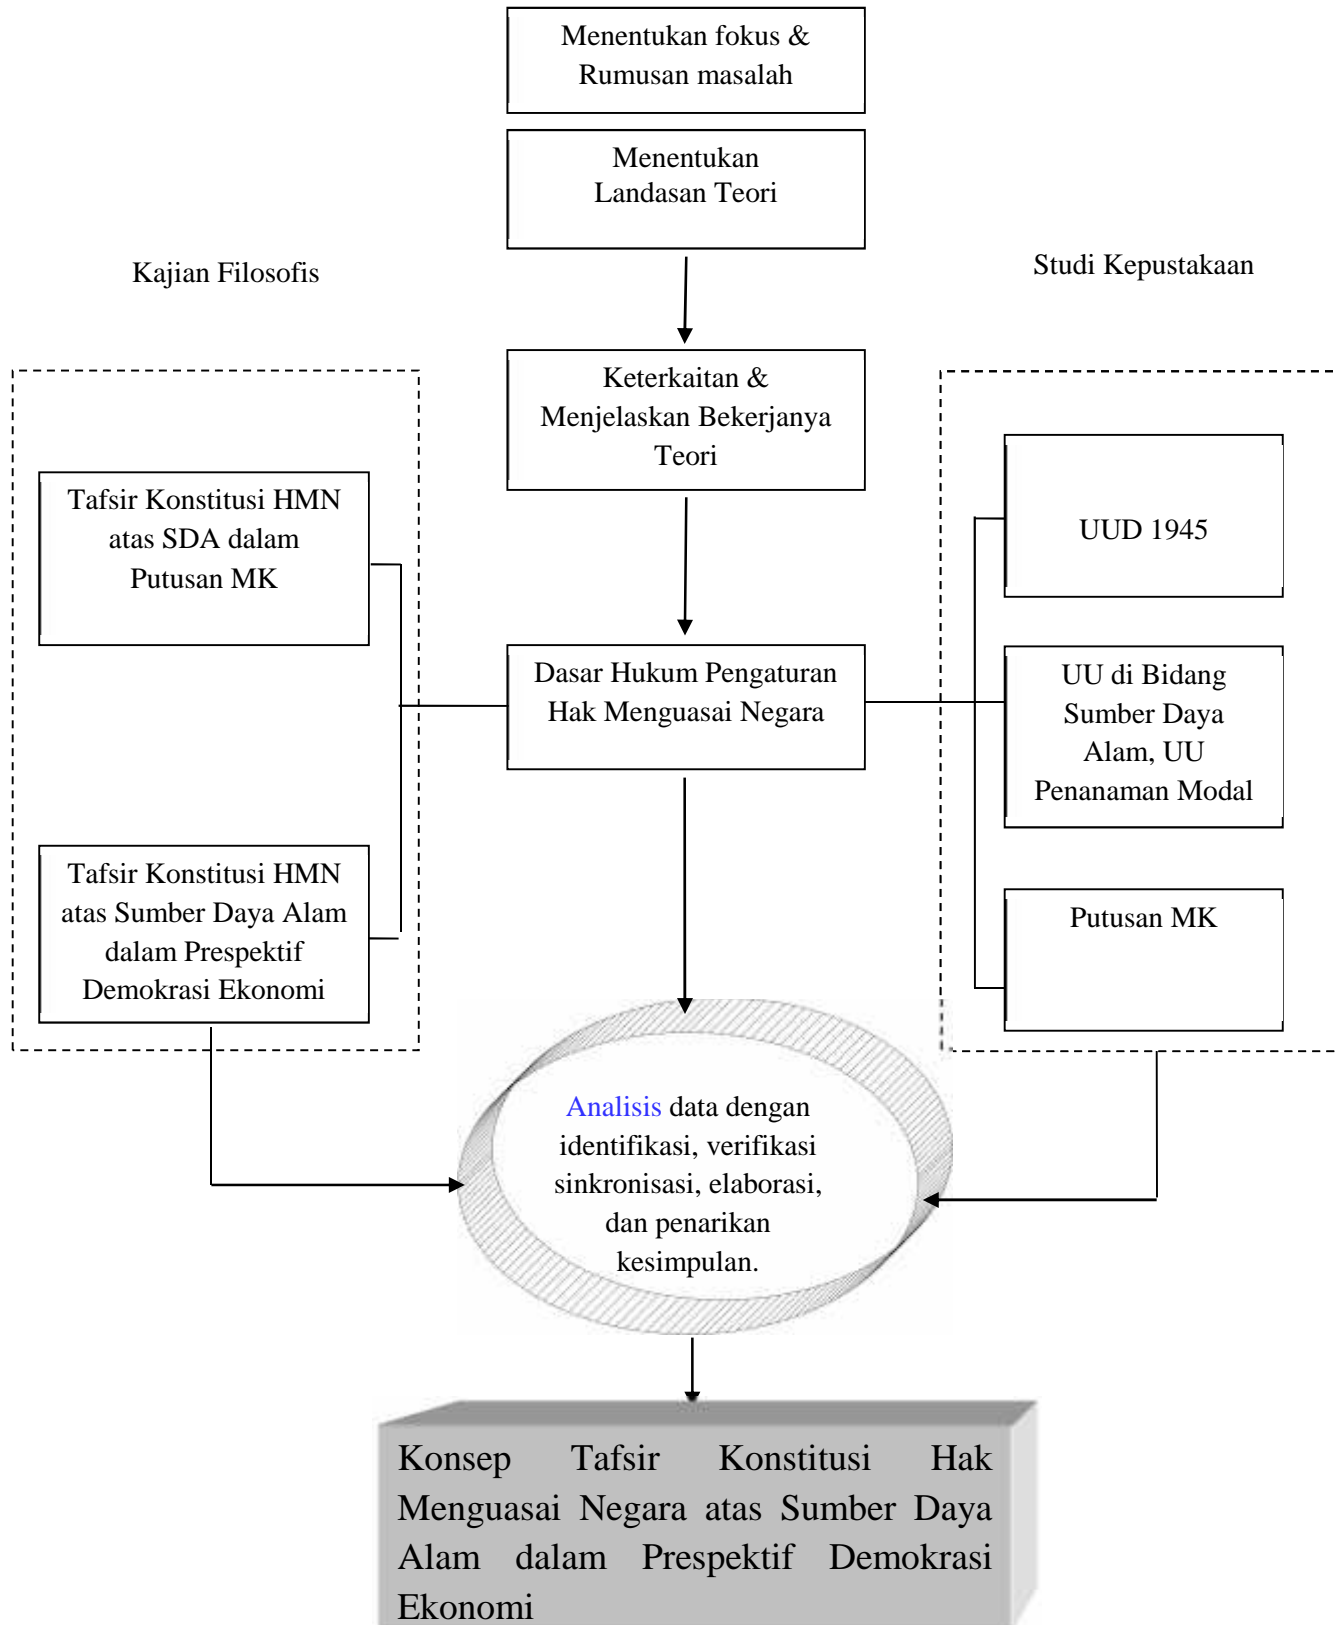 Menentukan fokus &
Rumusan masalah
Menentukan
Landasan Teori
Kajian Filosofis
Studi Kepustakaan
Keterkaitan &
Menjelaskan Bekerjanya
Teori
Tafsir Konstitusi HMN
atas SDA dalam
Putusan MK
UUD 1945
Dasar Hukum Pengaturan
Hak Menguasai Negara
UU di Bidang
Sumber Daya
Alam, UU
Penanaman Modal
Tafsir Konstitusi HMN
atas Sumber Daya Alam
dalam Prespektif
Demokrasi Ekonomi
Putusan MK
Analisis data dengan
identifikasi, verifikasi
sinkronisasi, elaborasi,
dan penarikan
kesimpulan.
Konsep Tafsir Konstitusi Hak
Menguasai Negara atas Sumber Daya
Alam dalam Prespektif Demokrasi
Ekonomi